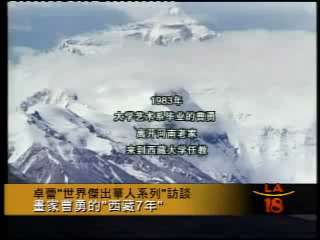 1983年
大学艺术系毕业的曹勇
离开河南老家
来到西藏大学任教
卓蕾"世界傑出華人系列"訪談
畫家曹勇的"西藏7年"
LA
18